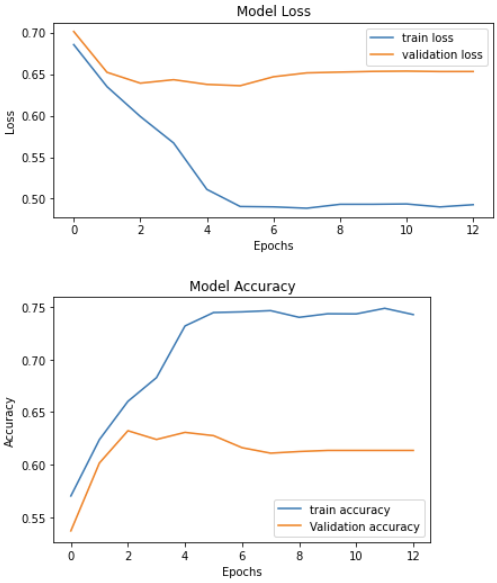 Model Loss
0.70
0.65
0.60
0.55
0.50
Loss
train loss
validation loss
0 2 4 6 8 10 12
Epochs
Model Accuracy
0.75
0.70
0.65
0.60
0.55
Accuracy
train accuracy
Validation accuracy
0 2 4 6 8 10 12
Epochs